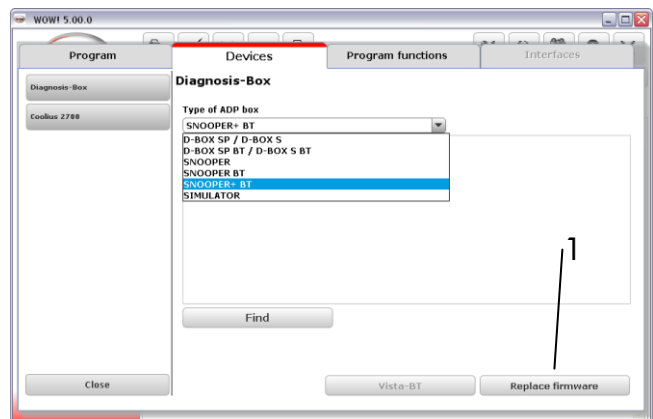 WOW! 5.00.0
Program
Devices
Program functions
Interfaces
Diagnosis-Box
Coolius 2700
Diagnosis-Box
Type of ADP box
SNOOPER+ BT
D-BOX SP / D-BOX S
D-BOX SP BT / D-BOX S BT
SNOOPER
SNOOPER BT
SNOOPER+ BT
SIMULATOR
1
Find
Close
Vista-BT
Replace firmware